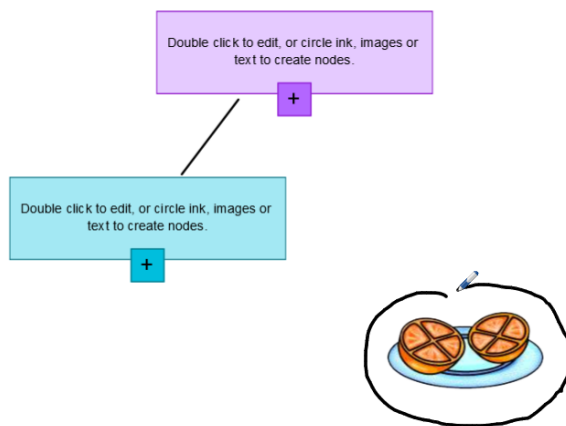 Double click to edit, or circle ink, images or
text to create nodes.
+
Double click to edit, or circle ink, images or
text to create nodes.
+